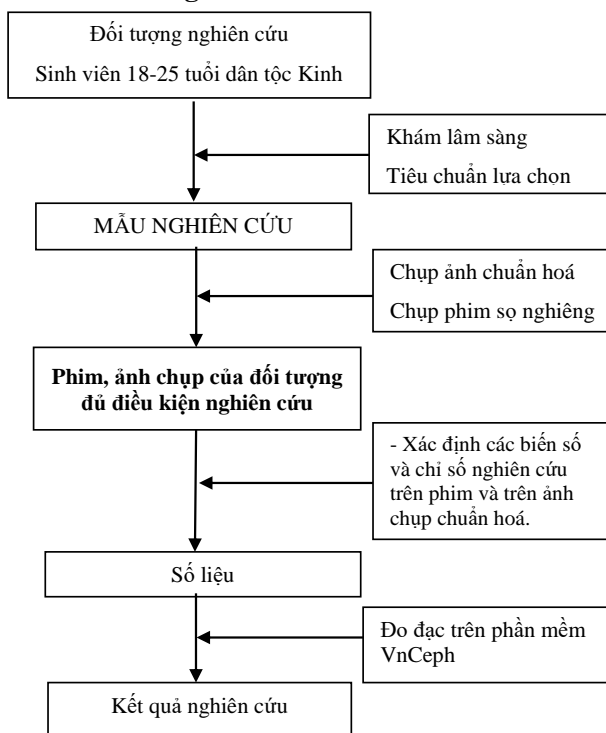 Đối tượng nghiên cứu
Sinh viên 18-25 tuổi dân tộc Kinh
Khám lâm sàng
Tiêu chuẩn lựa chọn
MẪU NGHIÊN CỨU
Chụp ảnh chuẩn hoá
Chụp phim sọ nghiêng
Phim, ảnh chụp của đối tượng
đủ điều kiện nghiên cứu
- Xác định các biến số
và chỉ số nghiên cứu
trên phim và trên ảnh
chụp chuẩn hoá.
Số liệu
Đo đạc trên phần mềm
VnCeph
Kết quả nghiên cứu